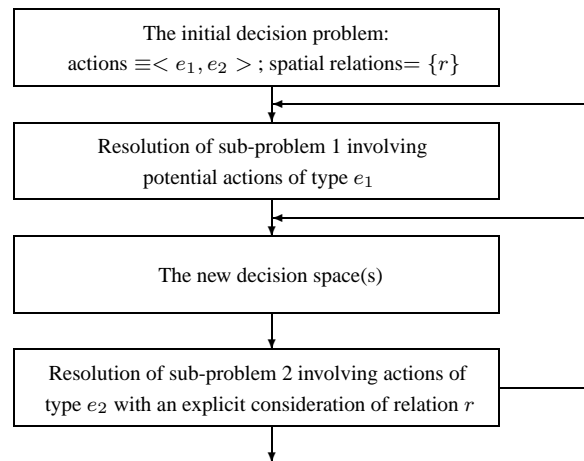 The initial decision problem:
actions ≡< e₁, e₂ > ; spatial relations= {r}
Resolution of sub-problem 1 involving
potential actions of type e₁
The new decision space(s)
Resolution of sub-problem 2 involving actions of
type e₂ with an explicit consideration of relation r